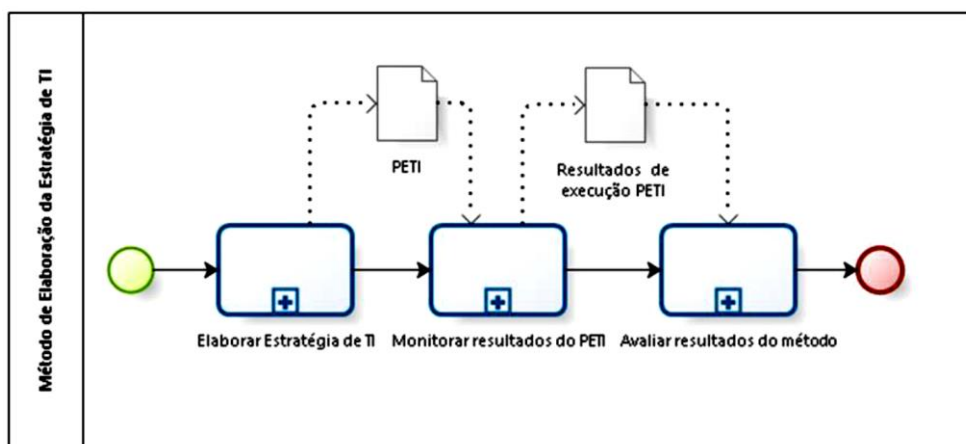 Método de Elaboração da Estratégia de TI
PETI
Resultados de
execução PETI
Elaborar Estratégia de TI
Monitorar resultados do PETI
Avaliar resultados do método